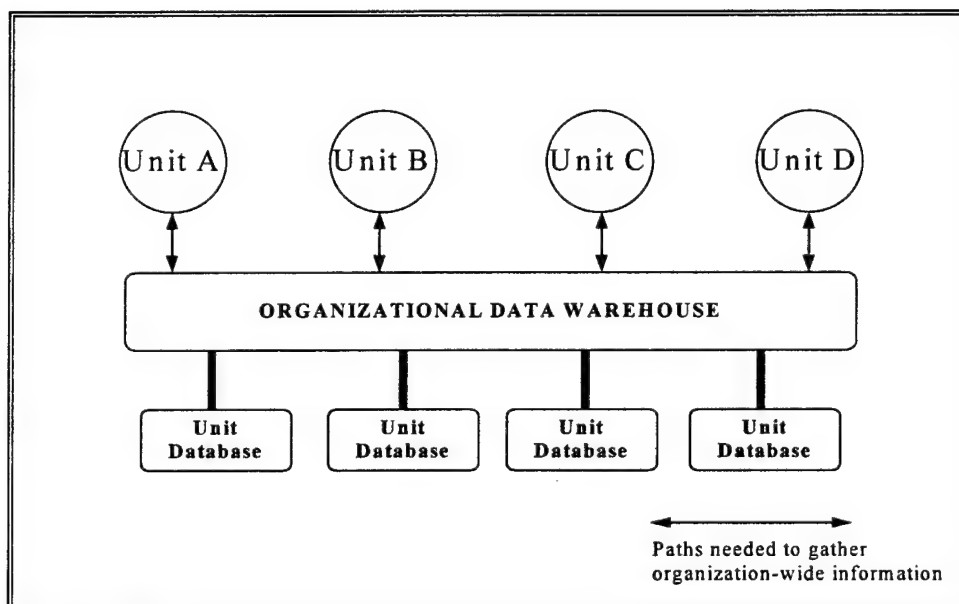 Unit A
Unit B
Unit C
Unit D
ORGANIZATIONAL DATA WAREHOUSE
Unit
Database
Unit
Database
Unit
Database
Unit
Database
Paths needed to gather
organization-wide information